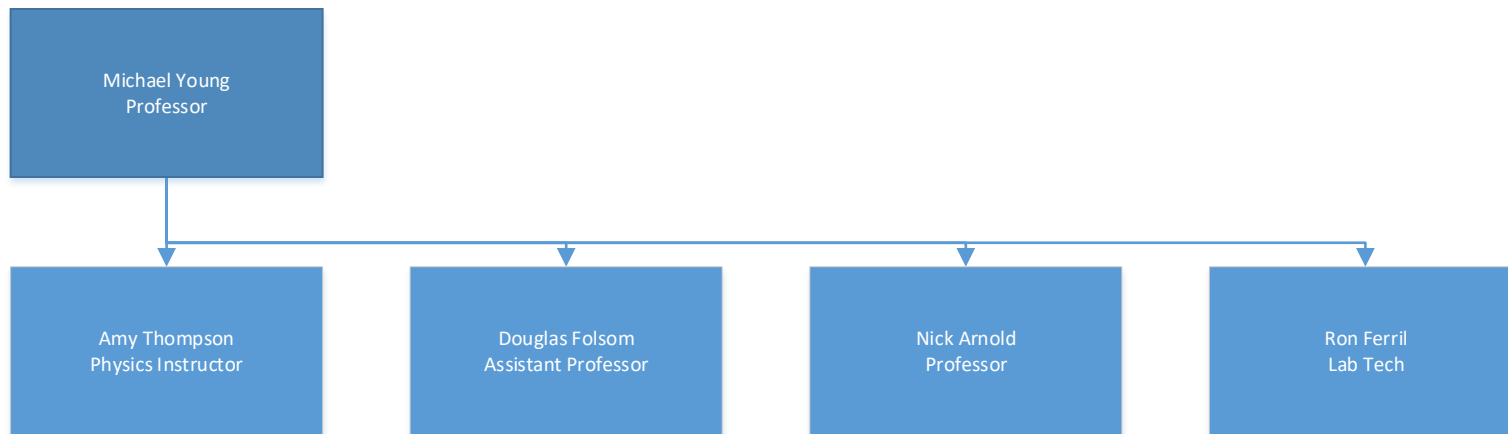 Michael Young
Professor
Amy Thompson
Physics Instructor
Douglas Folsom
Assistant Professor
Nick Arnold
Professor
Ron Ferril
Lab Tech